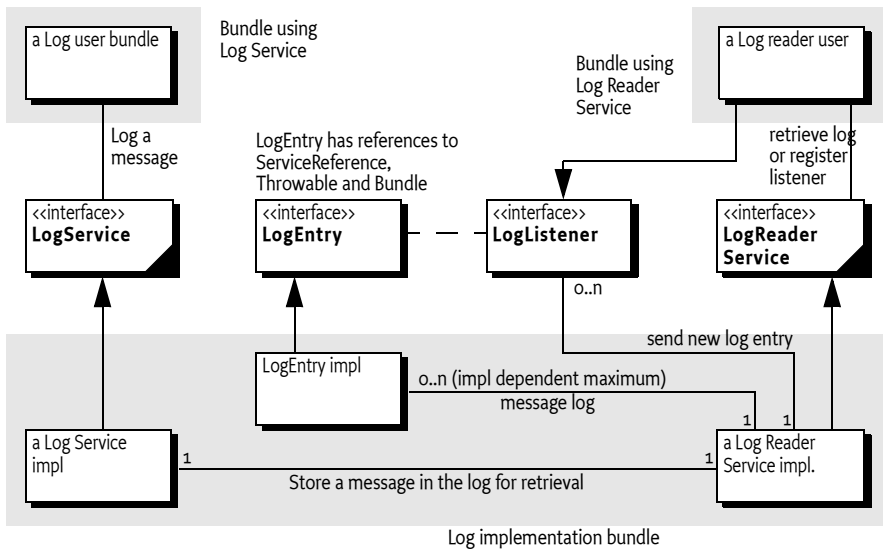 a Log user bundle
Bundle using
Log Service
a Log reader user
Bundle using
Log Reader
Service
Log a
message
LogEntry has references to
ServiceReference,
Throwable and Bundle
retrieve log
or register
listener
<<interface>>
LogService
<<interface>>
LogEntry
<<interface>>
LogListener
<<interface>>
LogReader
Service
0..n
send new log entry
LogEntry impl
0..n (impl dependent maximum)
message log
1
1
a Log Service
impl
1
1
a Log Reader
Service impl.
Store a message in the log for retrieval
Log implementation bundle